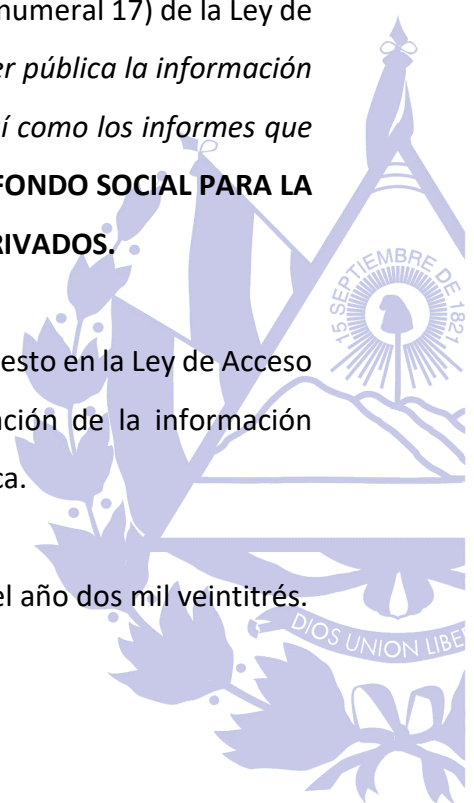 numeral 17) de la Ley de
er pública la información
sí como los informes que
FONDO SOCIAL PARA LA
RIVADOS.
esto en la Ley de Acceso
ación de la información
ca.
el año dos mil veintitrés.
15 SEPTIEMBRE DE 1821
DIOS UNION LIBE